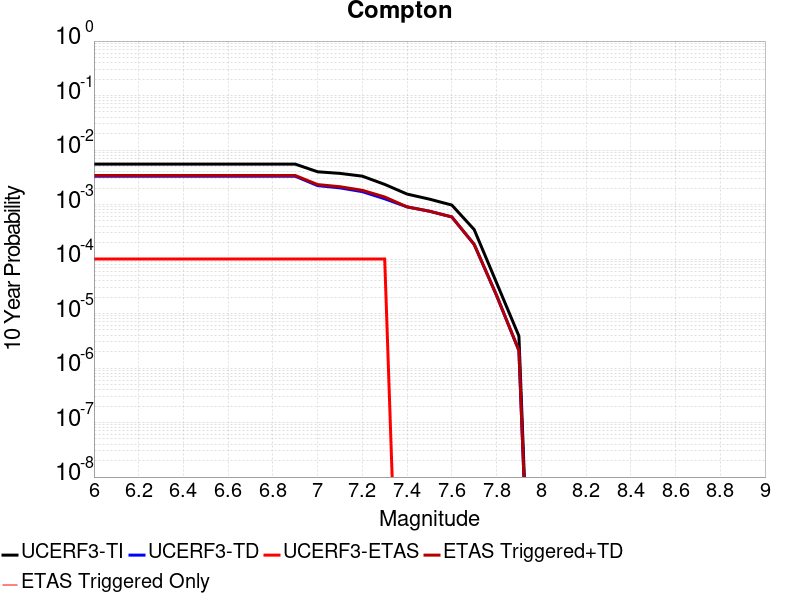 Compton
10 0
10 -1
10 -2
10 -3
10 -4
10 -5
10 -6
10 -7
10 -8
10 Year Probability
6 6.2 6.4 6.6 6.8 7 7.2 7.4 7.6 7.8 8 8.2 8.4 8.6 8.8 9
Magnitude
UCERF3-TI UCERF3-TD UCERF3-ETAS ETAS Triggered+TD
ETAS Triggered Only